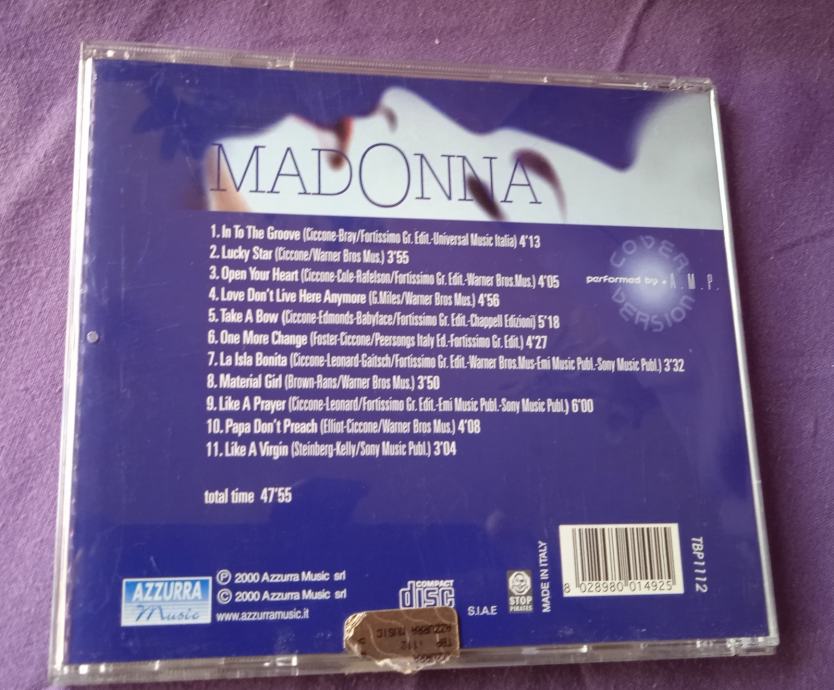 MADONNA
1. In To The Groove (Ciccone-Bray/Fortissimo Gr. Edit.-Universal Music Italia) 4'13
2. Lucky Star (Ciccone/Warner Bros Mus.) 3'55
3. Open Your Heart (Ciccone-Cole-Rafelson/Fortissimo Gr. Edit.-Warner Bros.Mus.) 4'05
4. Love Don't Live Here Anymore (G.Miles/Warner Bros Mus.) 4'56
5. Take A Bow (Ciccone-Edmonds-Babyface/Fortissimo Gr. Edit.-Chappell Edizioni) 5'18
6. One More Change (Foster-Ciccone/Peersongs Italy Ed.-Fortissimo Gr. Edit.) 4'27
7. La Isla Bonita (Ciccone-Leonard-Gaitsch/Fortissimo Gr. Edit.-Warner Bros.Mus-Emi Music Publ.-Sony Music Publ.) 3'32
8. Material Girl (Brown-Rans/Warner Bros Mus.) 3'50
9. Like A Prayer (Ciccone-Leonard/Fortissimo Gr. Edit.-Emi Music Publ.-Sony Music Publ.) 6'00
10. Papa Don't Preach (Elliot-Ciccone/Warner Bros Mus.) 4'08
11. Like A Virgin (Steinberg-Kelly/Sony Music Publ.) 3'04
total time 47'55
COVER
performed by • A.M.P.
VERSION
AZZURRA
Music
℗ 2000 Azzurra Music srl
© 2000 Azzurra Music srl
www.azzurramusic.it
COMPACT
disc
S.I.A.E
STOP
PIRATES
MADE IN ITALY
8 028980 014925
TBP1112
AZZURRA MUSIC
TBP 1112